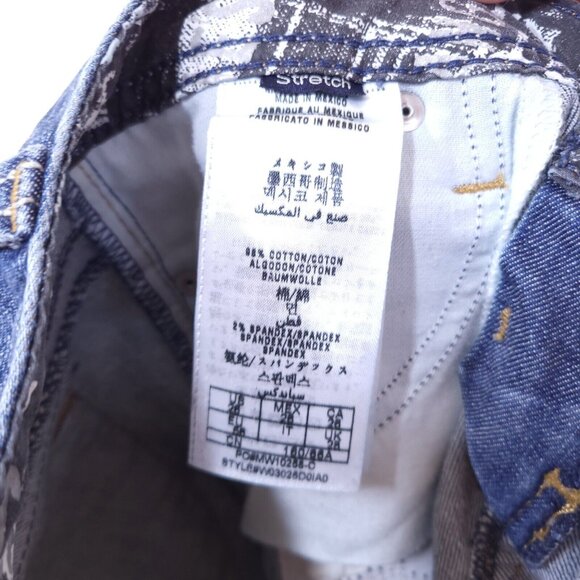 Stretch
MADE IN MEXICO
FABRIQUE AU MEXIQUE
FABBRICATO IN MESSICO
メキシコ製
墨西哥制造
멕시코 제품
صنع في المكسيك
98% COTTON/COTON
ALGODON/COTONE
BAUMWOLLE
棉/綿
면
قطن
2% SPANDEX/SPANDEX
SPANDEX/SPANDEX
SPANDEX/SPANDEX
氨纶/スパンデックス
스판덱스
سباندكس
US MEX CA
EU IT UK
CN 160/66A